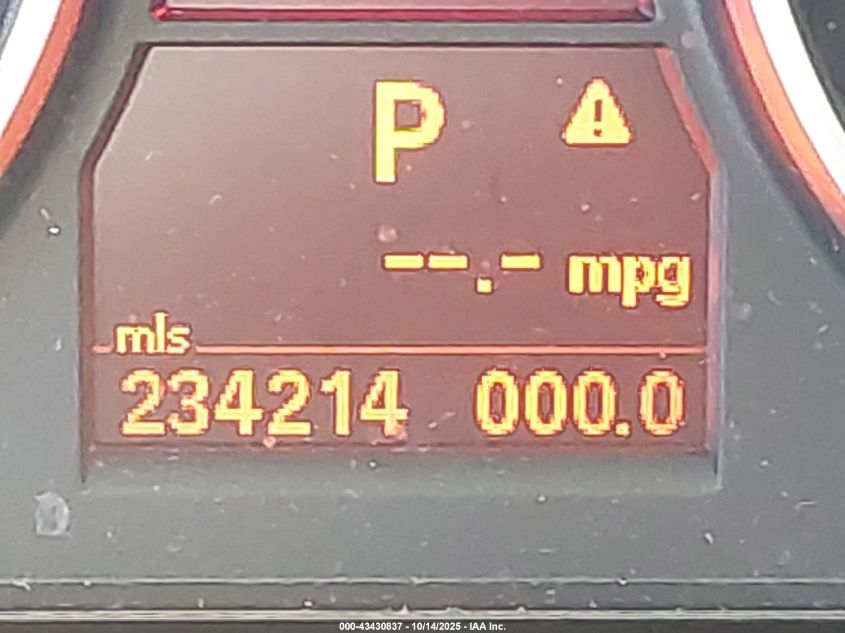 P
--.- mpg
mls
234214 000.0
000-43430837 - 10/14/2025 - IAA Inc.